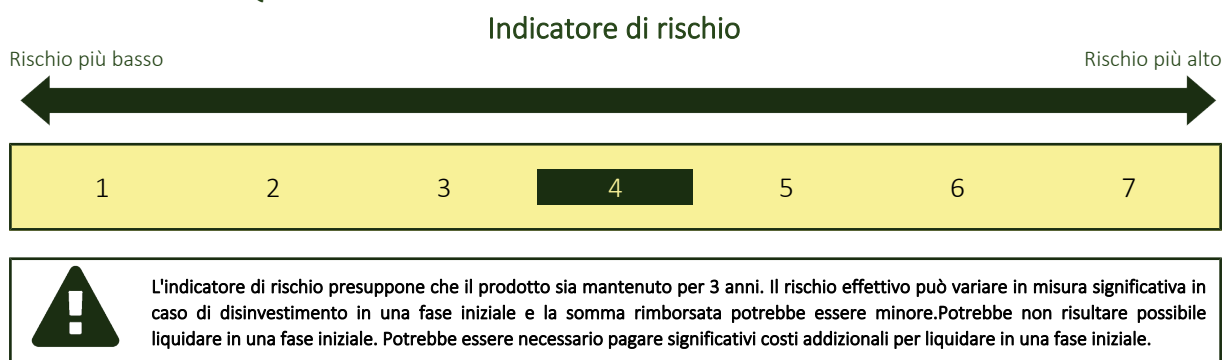 Indicatore di rischio
Rischio più basso
Rischio più alto
1 2 3 4 5 6 7
L'indicatore di rischio presuppone che il prodotto sia mantenuto per 3 anni. Il rischio effettivo può variare in misura significativa in
caso di disinvestimento in una fase iniziale e la somma rimborsata potrebbe essere minore.Potrebbe non risultare possibile
liquidare in una fase iniziale. Potrebbe essere necessario pagare significativi costi addizionali per liquidare in una fase iniziale.